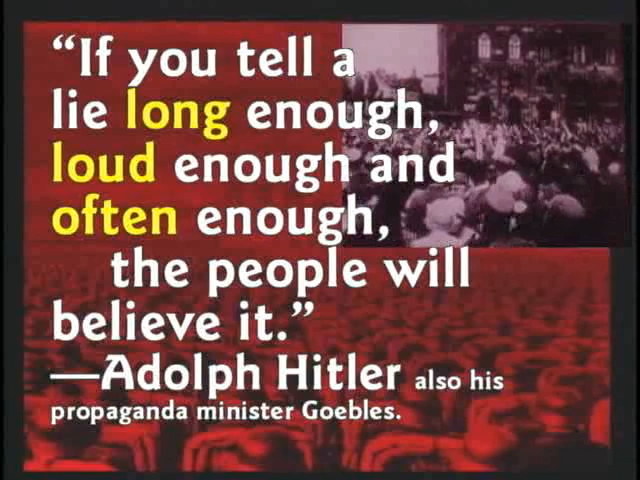 “If you tell a
lie long enough,
loud enough and
often enough,
the people will
believe it.”
—Adolph Hitler also his
propaganda minister Goebles.